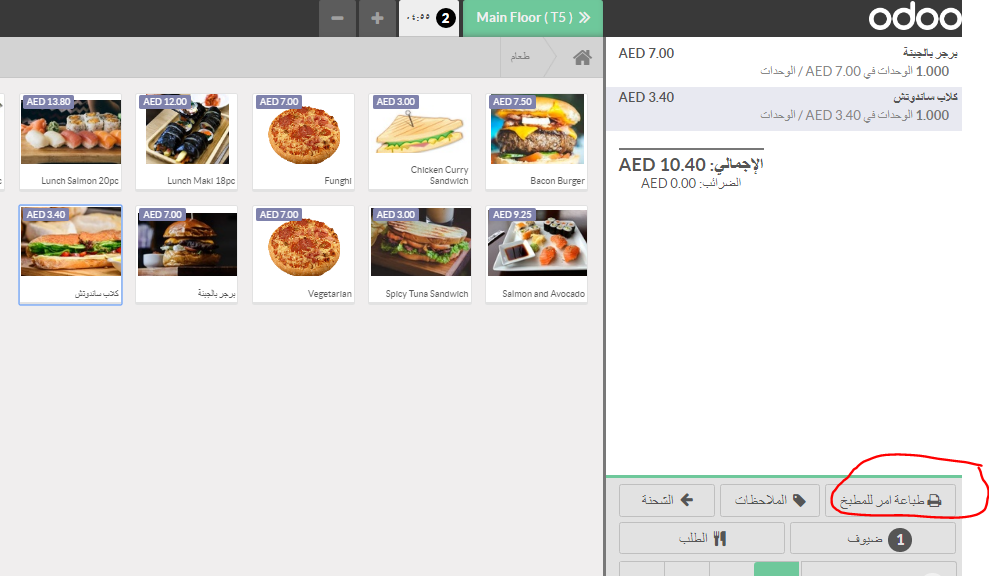 odoo
Main Floor ( T5 )
2 ٠٤:٥٥
طعام
برجر بالجبنة AED 7.00
1.000 الوحدات في AED 7.00 / الوحدات
كلاب ساندوتش AED 3.40
1.000 الوحدات في AED 3.40 / الوحدات
الإجمالي: AED 10.40
الضرائب: AED 0.00
AED 7.50
Bacon Burger
AED 3.00
Chicken Curry
Sandwich
AED 7.00
Funghi
AED 12.00
Lunch Maki 18pc
AED 13.80
Lunch Salmon 20pc
AED 9.25
Salmon and Avocado
AED 3.00
Spicy Tuna Sandwich
AED 7.00
Vegetarian
AED 7.00
برجر بالجبنة
AED 3.40
كلاب ساندوتش
طباعة امر للمطبخ
الملاحظات
الشحنة
1 ضيوف
الطلب